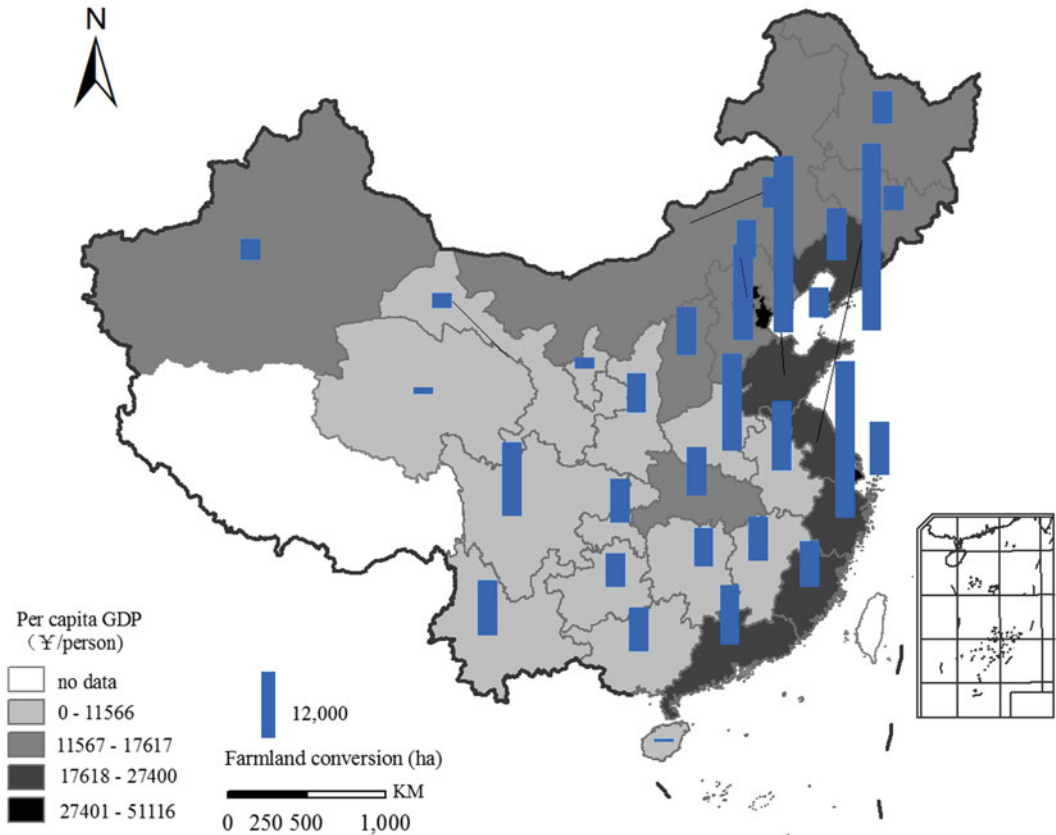 N
Per capita GDP
(¥/person)
no data
0 - 11566
11567 - 17617
17618 - 27400
27401 - 51116
12,000
Farmland conversion (ha)
KM
0 250 500 1,000